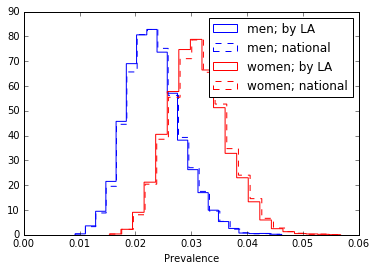 90
80
70
60
50
40
30
20
10
0
0.00 0.01 0.02 0.03 0.04 0.05 0.06
Prevalence
men; by LA
men; national
women; by LA
women; national